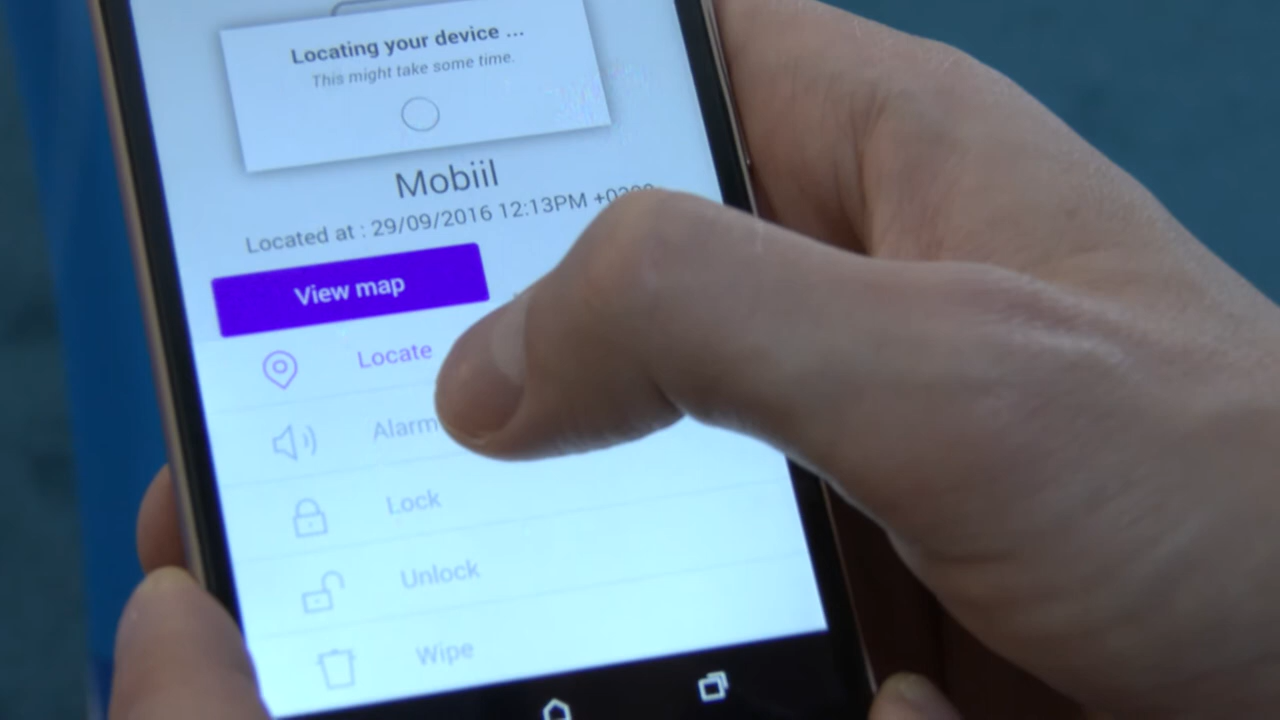 Locating your device ...
This might take some time.
Mobiil
Located at : 29/09/2016 12:13PM
View map
Locate
Alarm
Lock
Unlock
Wipe